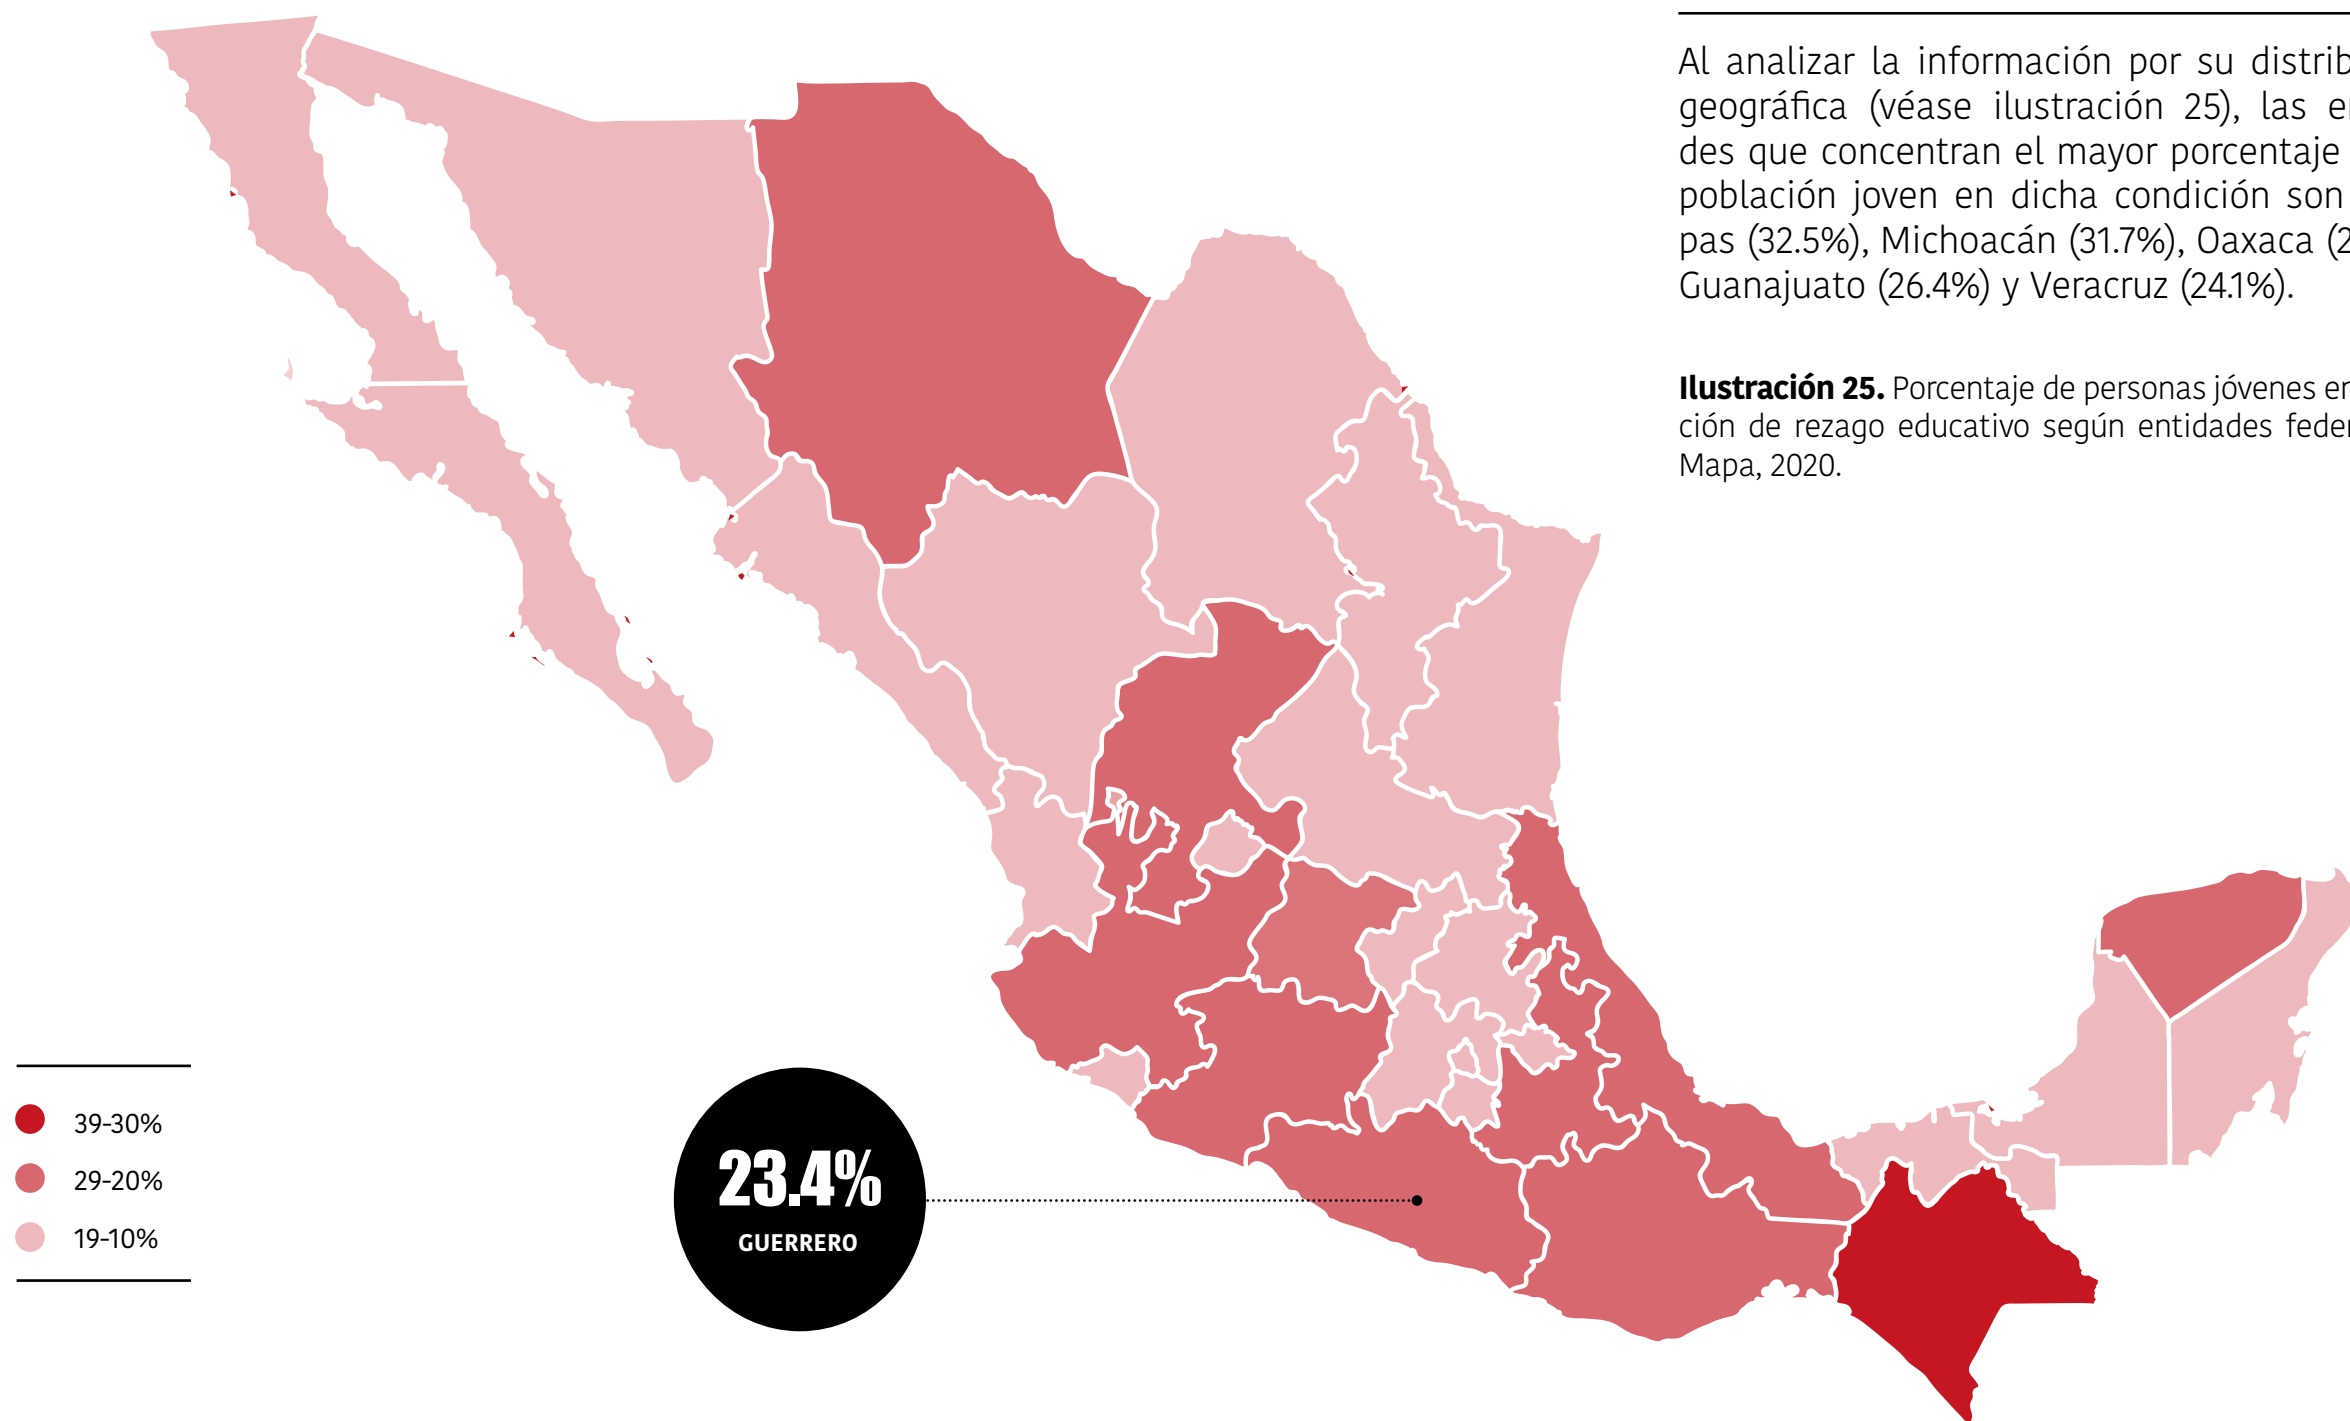 Al analizar la información por su distrib
geográfica (véase ilustración 25), las en
des que concentran el mayor porcentaje
población joven en dicha condición son
pas (32.5%), Michoacán (31.7%), Oaxaca (2
Guanajuato (26.4%) y Veracruz (24.1%).
Ilustración 25. Porcentaje de personas jóvenes en
ción de rezago educativo según entidades feder
Mapa, 2020.
39-30%
29-20%
19-10%
23.4%
GUERRERO